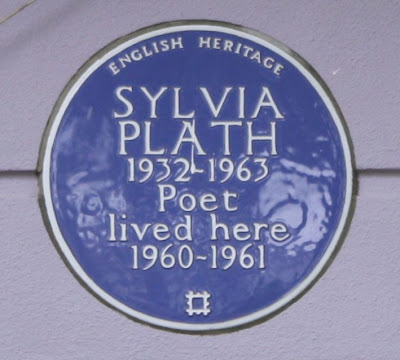 ENGLISH HERITAGE
SYLVIA
PLATH
1932-1963
Poet
lived here
1960-1961